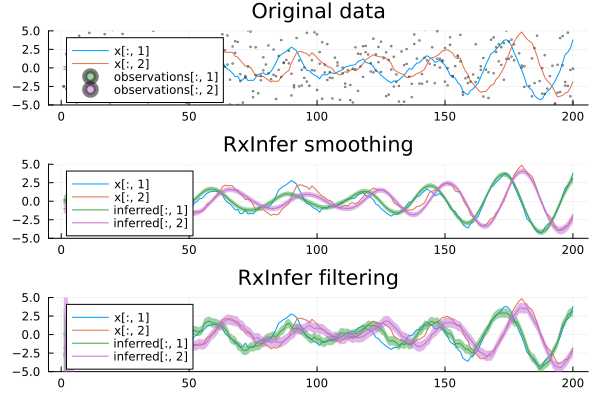 Original data
5.0
2.5
0.0
−2.5
−5.0
x[:, 1]
x[:, 2]
observations[:, 1]
observations[:, 2]
0 50 100 150 200
RxInfer smoothing
5.0
2.5
0.0
−2.5
−5.0
x[:, 1]
x[:, 2]
inferred[:, 1]
inferred[:, 2]
0 50 100 150 200
RxInfer filtering
5.0
2.5
0.0
−2.5
−5.0
x[:, 1]
x[:, 2]
inferred[:, 1]
inferred[:, 2]
0 50 100 150 200